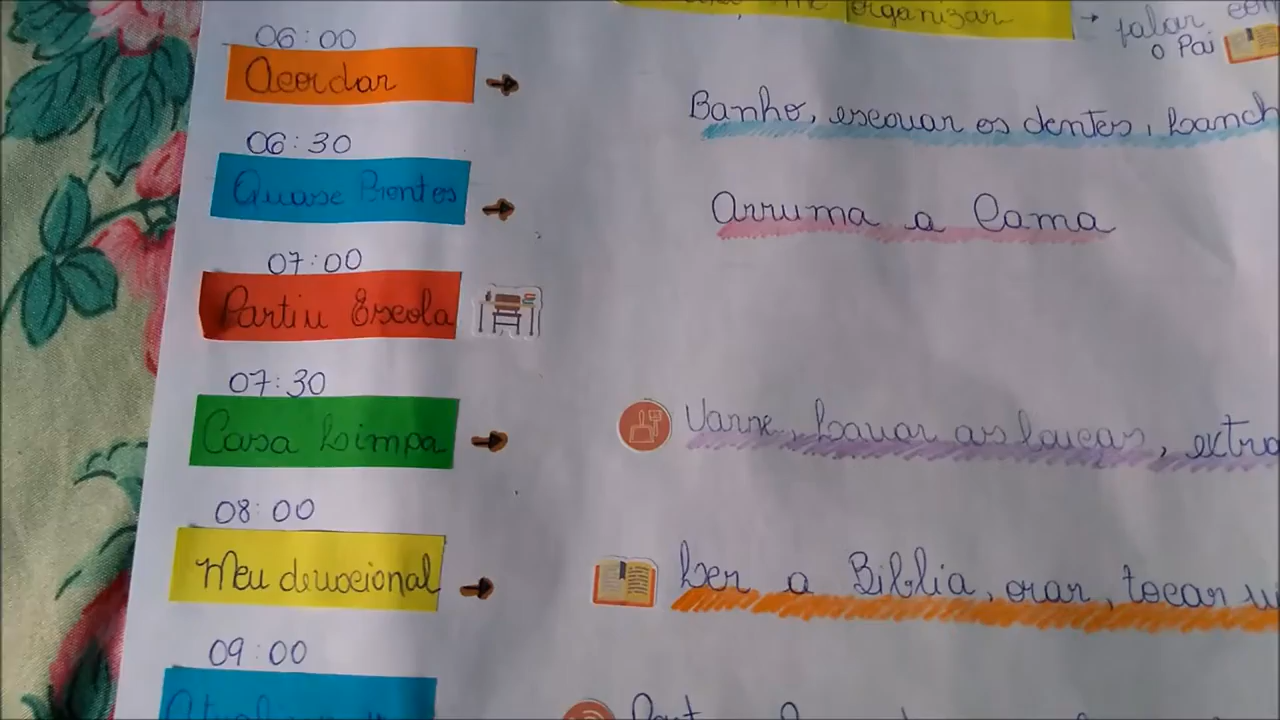 me organizar
→ falar com
o Pai
06:00
Acordar
Banho, escovar os dentes, Lanch
06:30
Quase Prontos
Arruma a Cama
07:00
Partiu Escola
07:30
Casa Limpa
Varre, Lavar as louças, extra
08:00
Meu devocional
Ler a Bíblia, orar, tocar
09:00